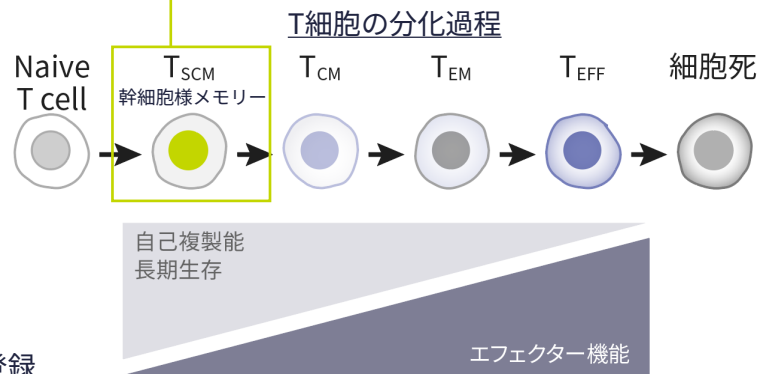 T細胞の分化過程
Naive
T cell
TSCM
幹細胞様メモリー
TCM
TEM
TEFF
細胞死
自己複製能
長期生存
エフェクター機能
登録